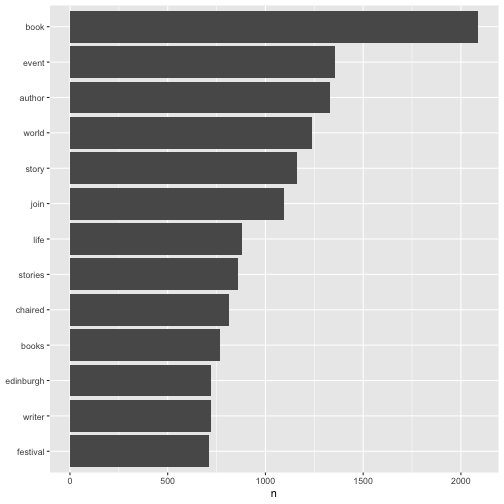 book
event
author
world
story
join
life
stories
chaired
books
edinburgh
writer
festival
0 500 1000 1500 2000
n